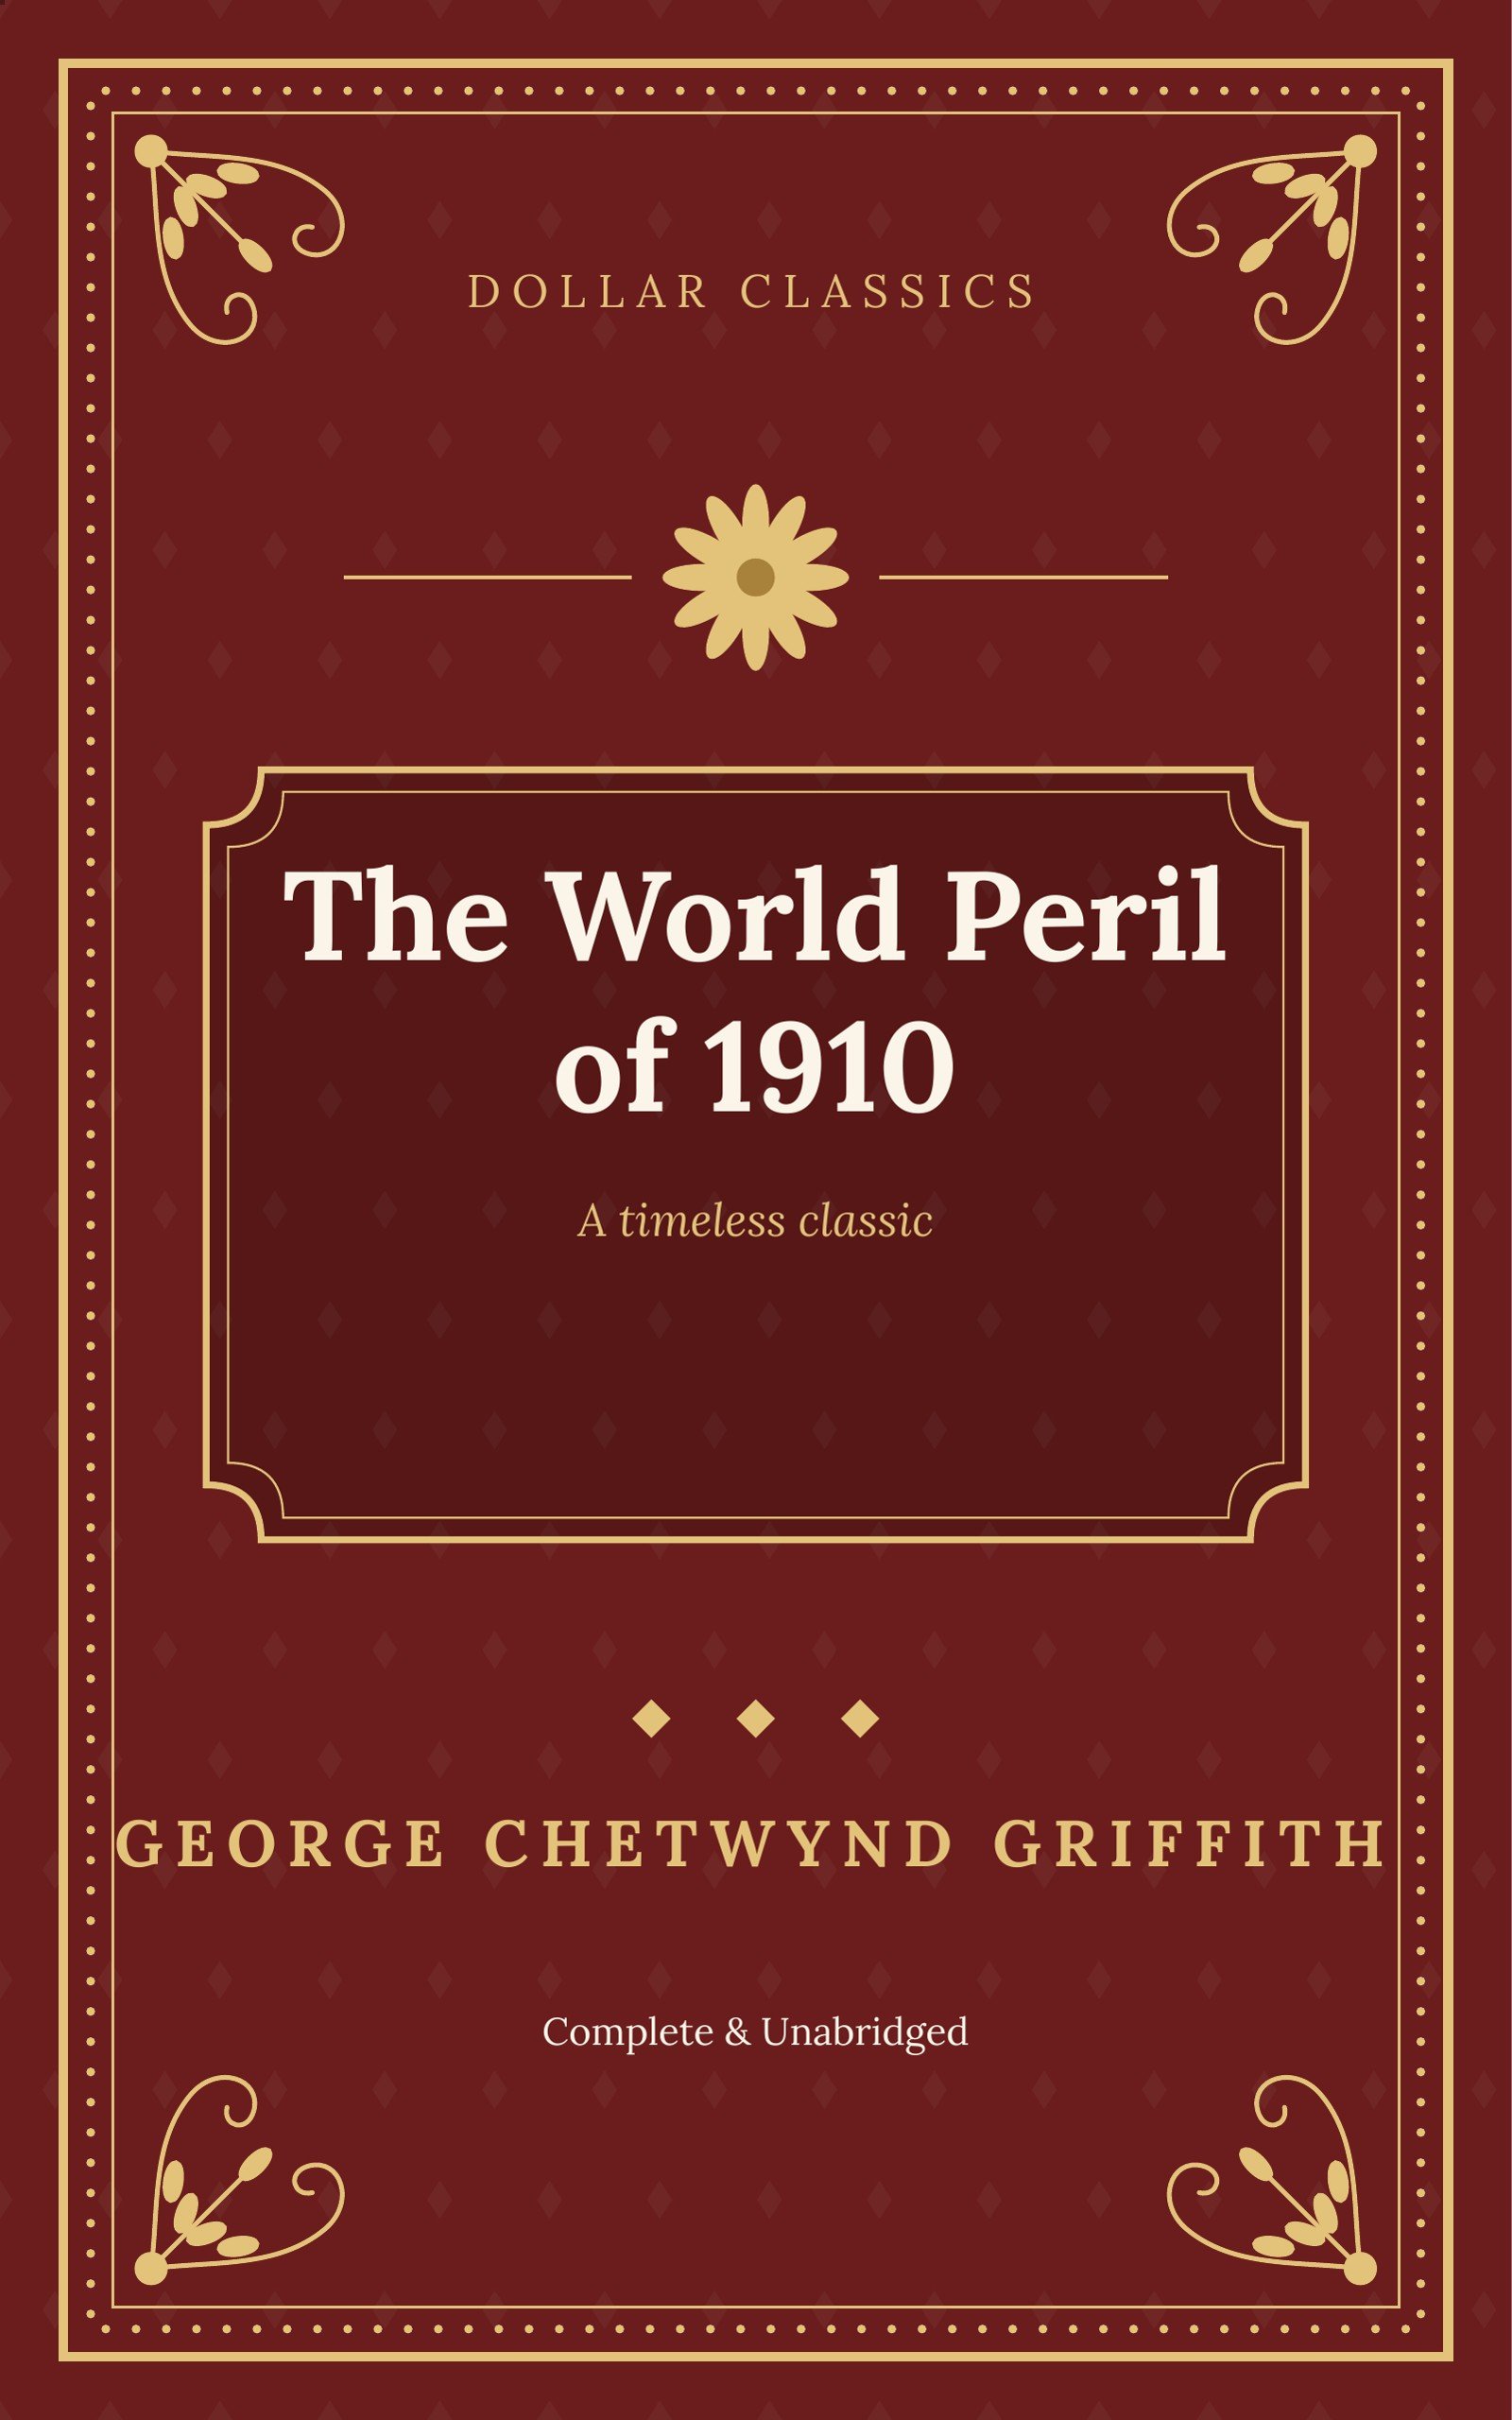 DOLLAR CLASSICS
The World Peril
of 1910
A timeless classic
GEORGE CHETWYND GRIFFITH
Complete & Unabridged